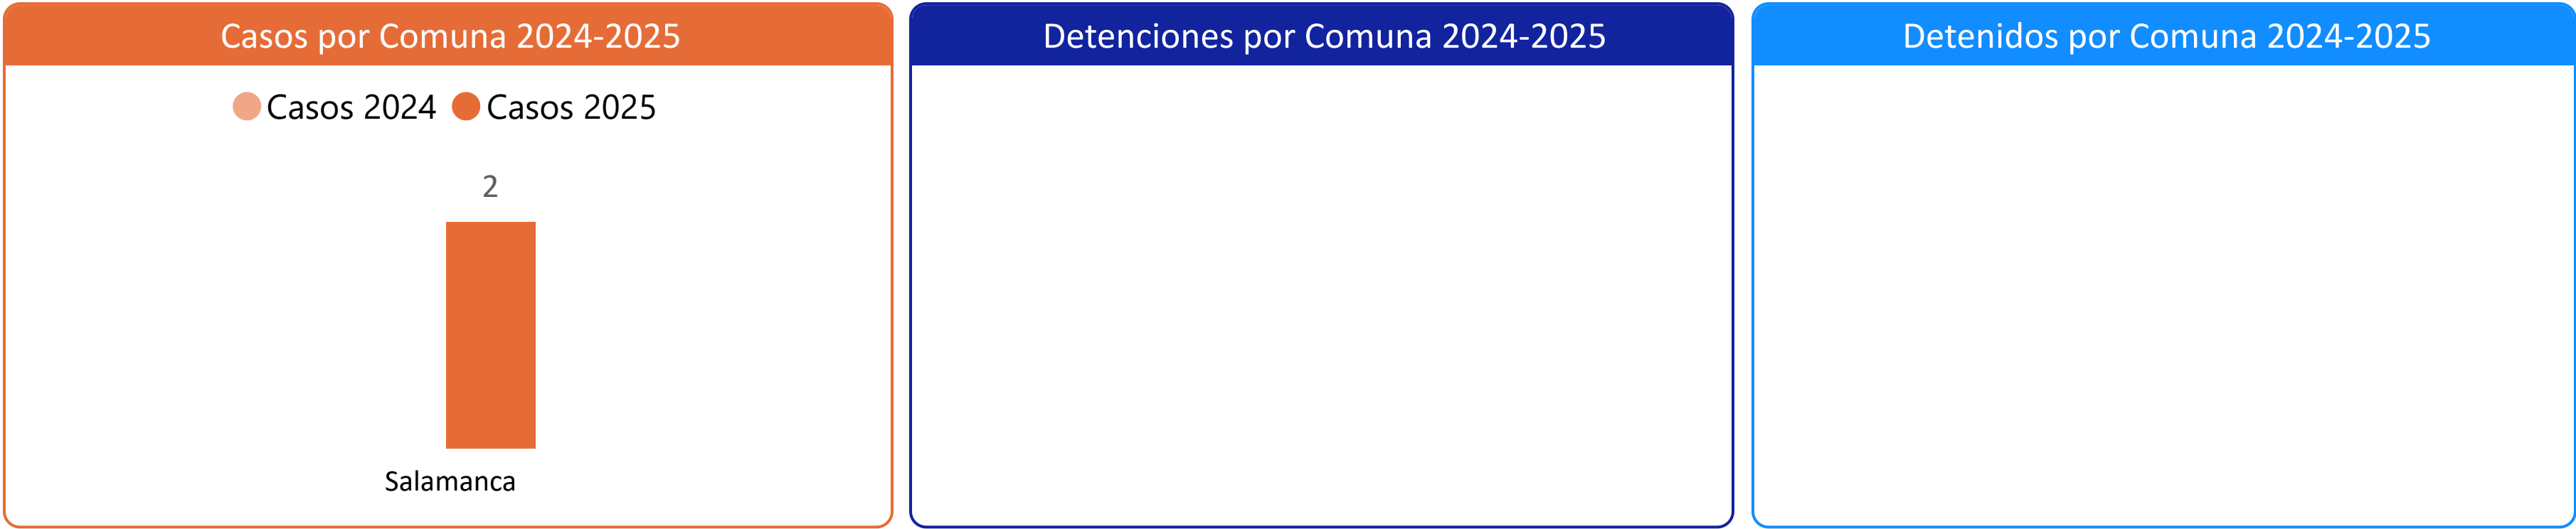 Casos por Comuna 2024-2025
Casos 2024 Casos 2025
2
Salamanca
Detenciones por Comuna 2024-2025
Detenidos por Comuna 2024-2025